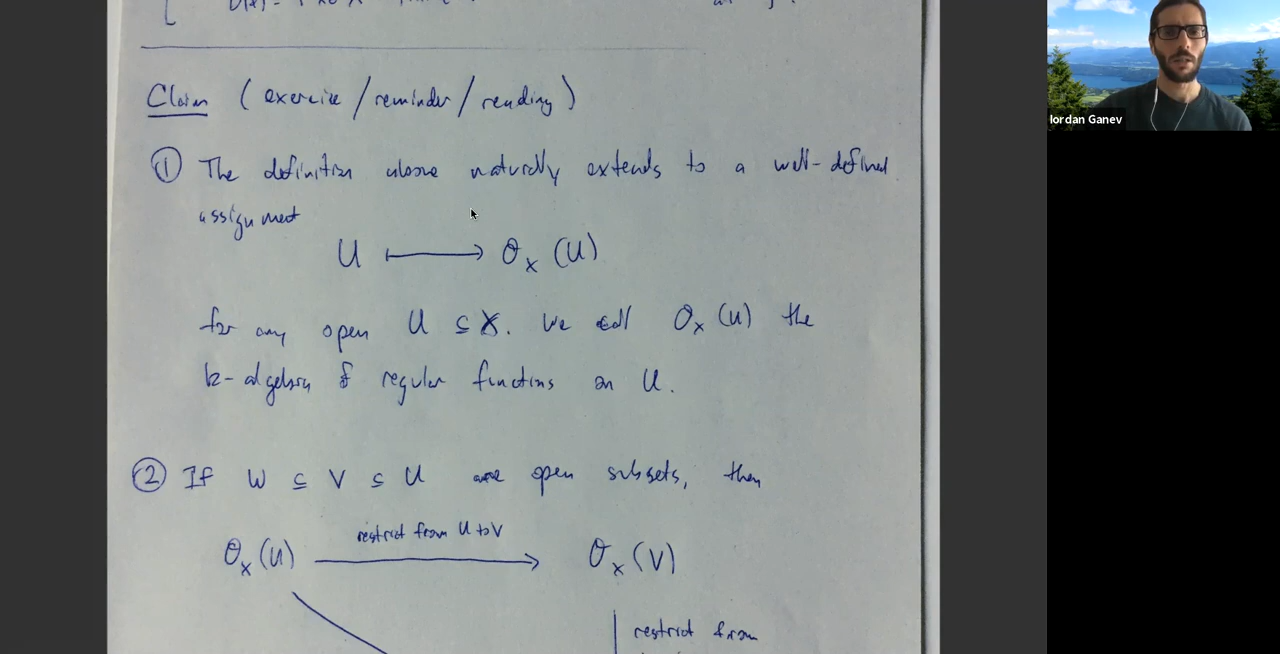 Claim (exercise/reminder/reading)
① The definition above naturally extends to a well-defined
assignment
U ⟼ 𝒪_X (U)
for any open U ⊆ X. We call 𝒪_X (U) the
k-algebra of regular functions on U.
② If W ⊆ V ⊆ U are open subsets, then
restrict from U to V
𝒪_X (U) ⟶ 𝒪_X (V)
restrict from
Iordan Ganev